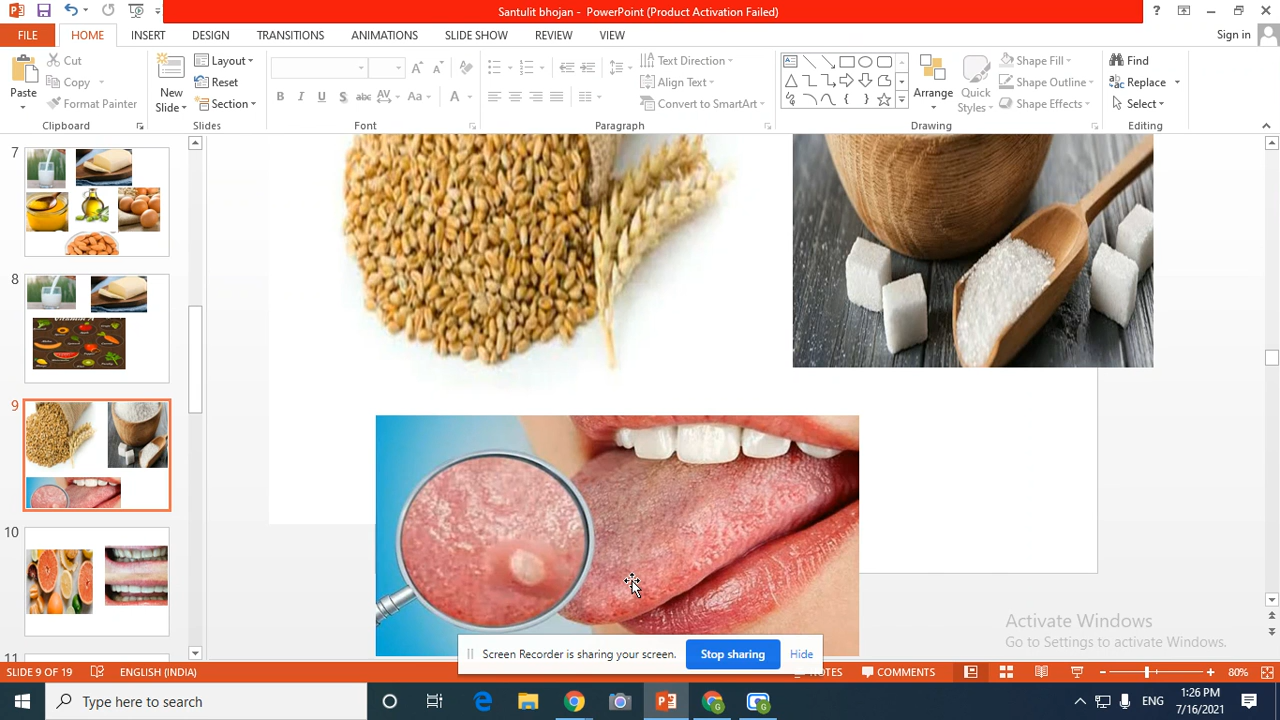 Santulit bhojan - PowerPoint (Product Activation Failed)
?
FILE HOME INSERT DESIGN TRANSITIONS ANIMATIONS SLIDE SHOW REVIEW VIEW Sign in
Paste
Cut
Copy
Format Painter
Clipboard
New Slide
Layout
Reset
Section
Slides
B I U S abc AV Aa A
Font
Text Direction
Align Text
Convert to SmartArt
Paragraph
Arrange
Quick Styles
Shape Fill
Shape Outline
Shape Effects
Drawing
Find
Replace
Select
Editing
7
8
9
10
11
Activate Windows
Go to Settings to activate Windows.
Screen Recorder is sharing your screen. Stop sharing Hide
SLIDE 9 OF 19 ENGLISH (INDIA) NOTES COMMENTS 80%
Type here to search
ENG
1:26 PM
7/16/2021